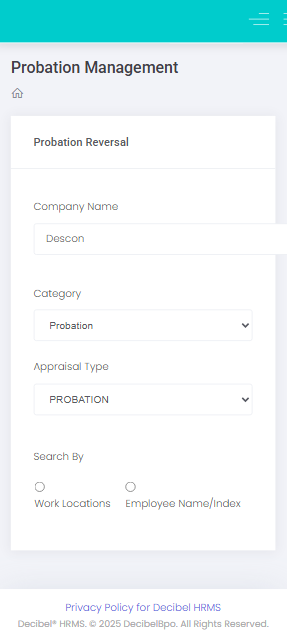 Probation Management
Probation Reversal
Company Name
Descon
Category
Probation
Appraisal Type
PROBATION
Search By
Work Locations
Employee Name/Index
Privacy Policy for Decibel HRMS
Decibel® HRMS. © 2025 DecibelBpo. All Rights Reserved.